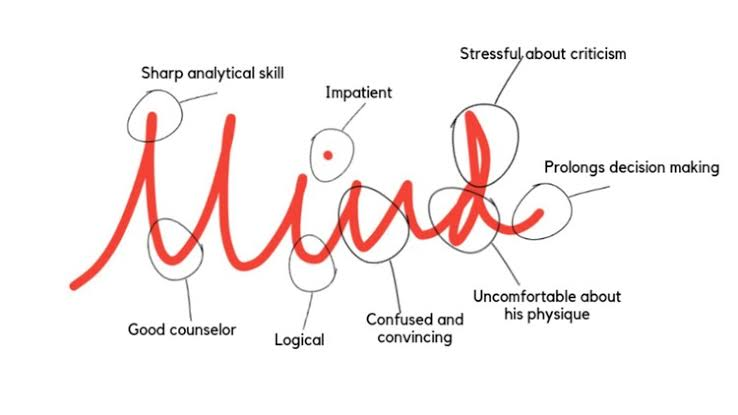 Stressful about criticism
Sharp analytical skill
Impatient
Mind
Prolongs decision making
Uncomfortable about
his physique
Good counselor
Logical
Confused and
convincing